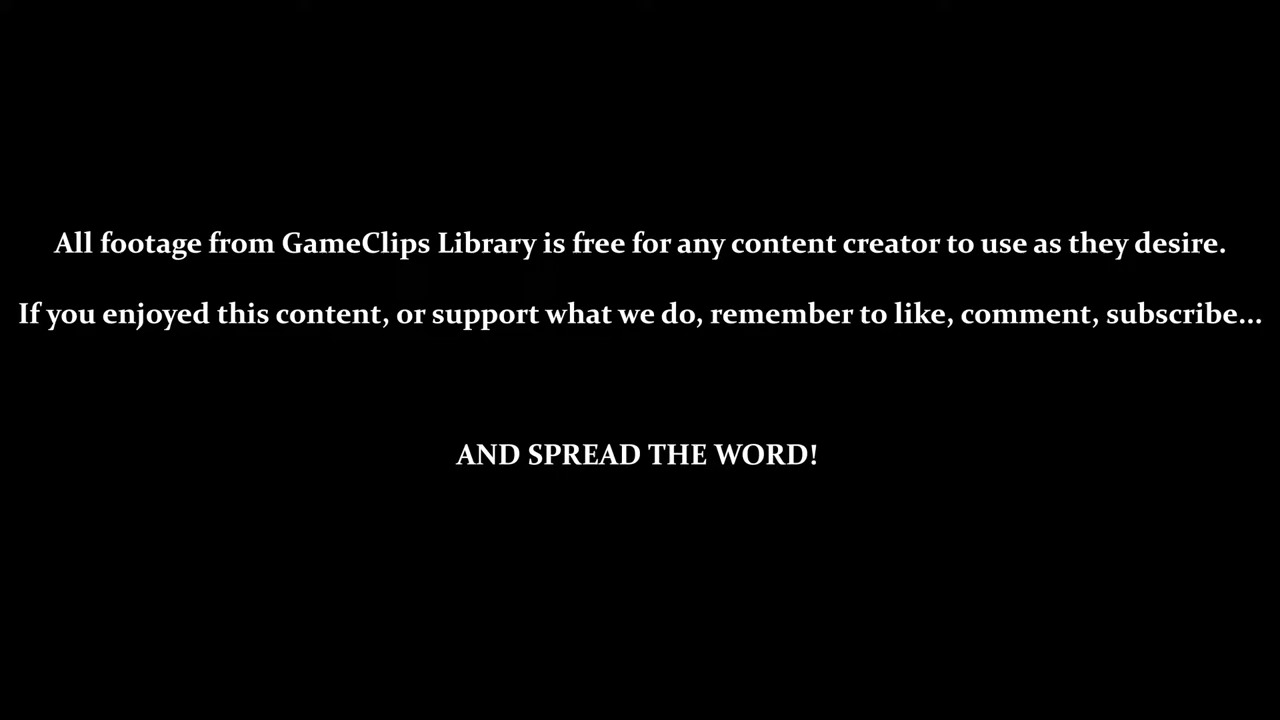 All footage from GameClips Library is free for any content creator to use as they desire.
If you enjoyed this content, or support what we do, remember to like, comment, subscribe...
AND SPREAD THE WORD!